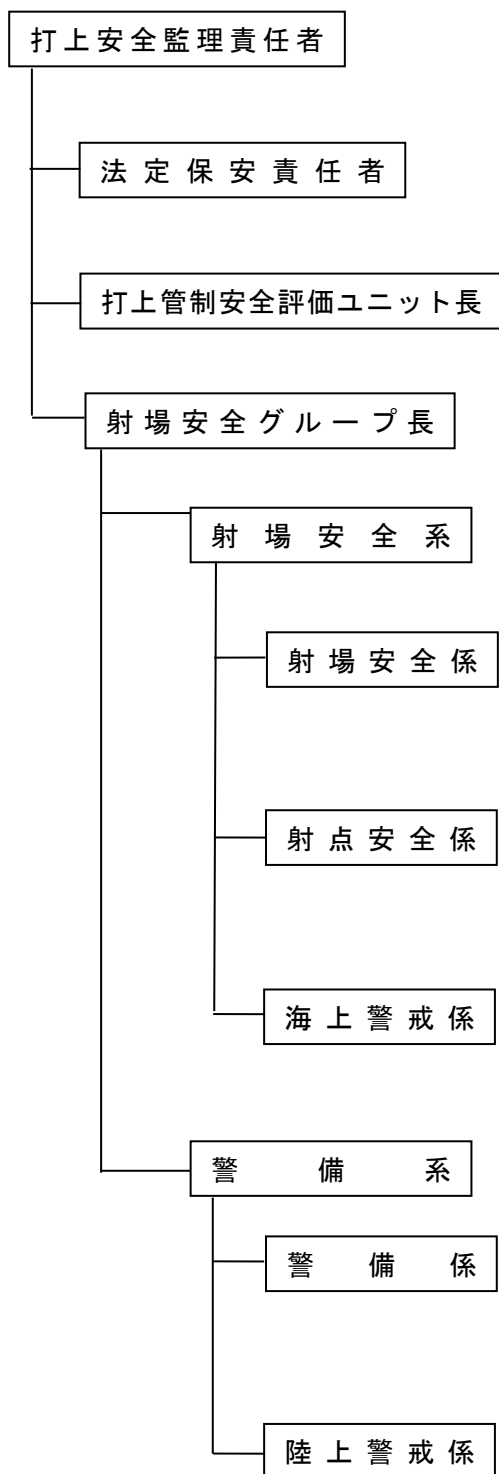 打上安全監理責任者
法定保安責任者
打上管制安全評価ユニット長
射場安全グループ長
射場安全系
射場安全係
射点安全係
海上警戒係
警備系
警備係
陸上警戒係